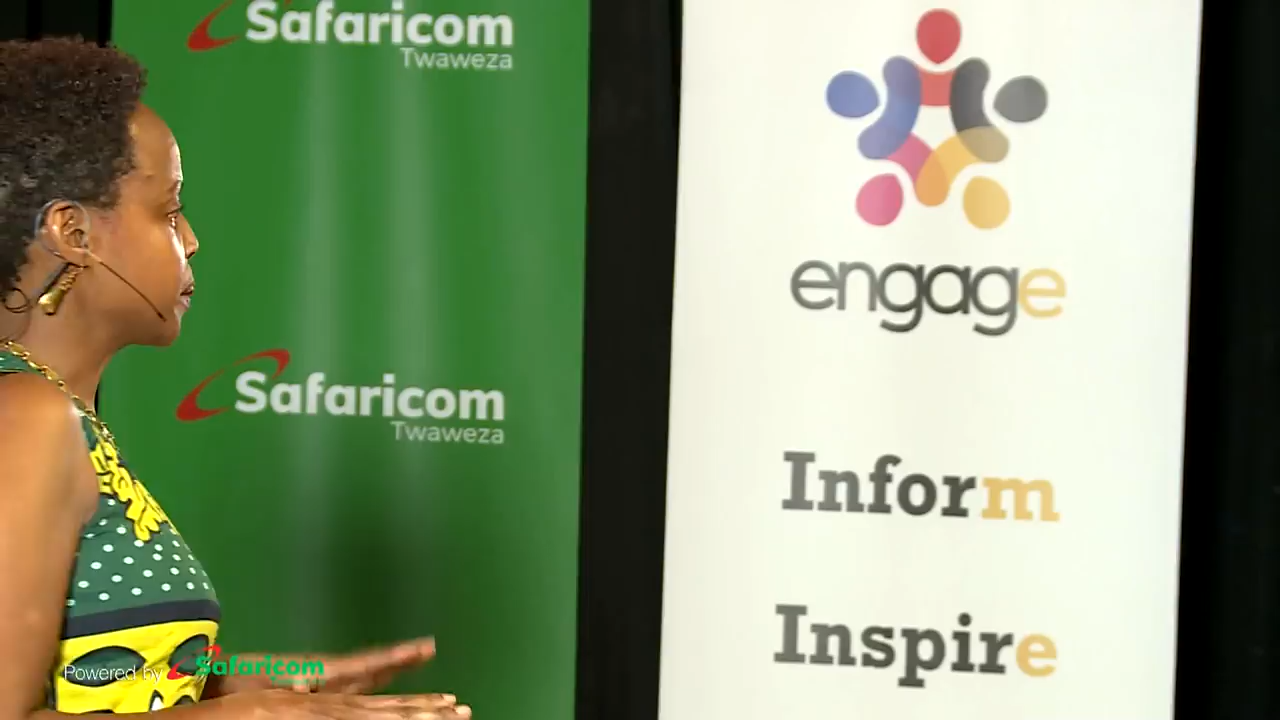 Safaricom
Twaweza
Safaricom
Twaweza
engage
Inform
Inspire
Powered by Safaricom